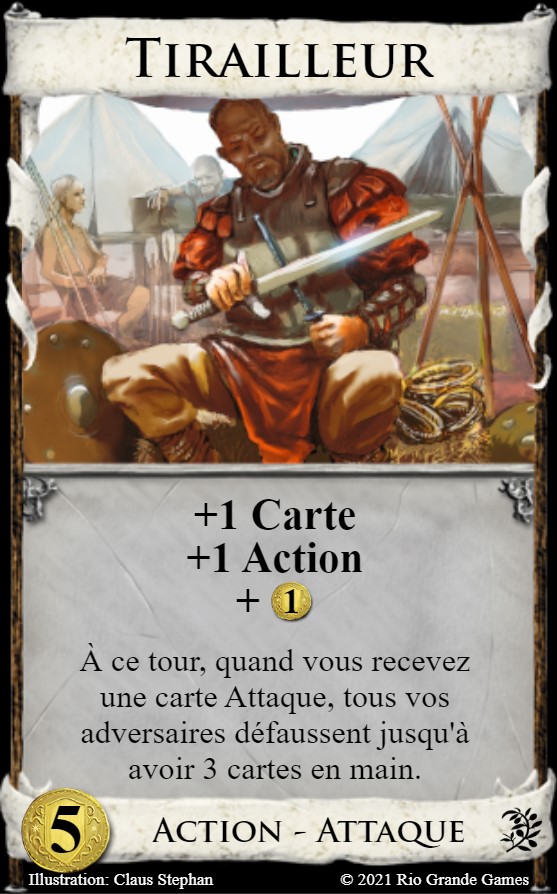 TIRAILLEUR
+1 Carte
+1 Action
+ 1
À ce tour, quand vous recevez
une carte Attaque, tous vos
adversaires défaussent jusqu'à
avoir 3 cartes en main.
5 ACTION - ATTAQUE
Illustration: Claus Stephan © 2021 Rio Grande Games